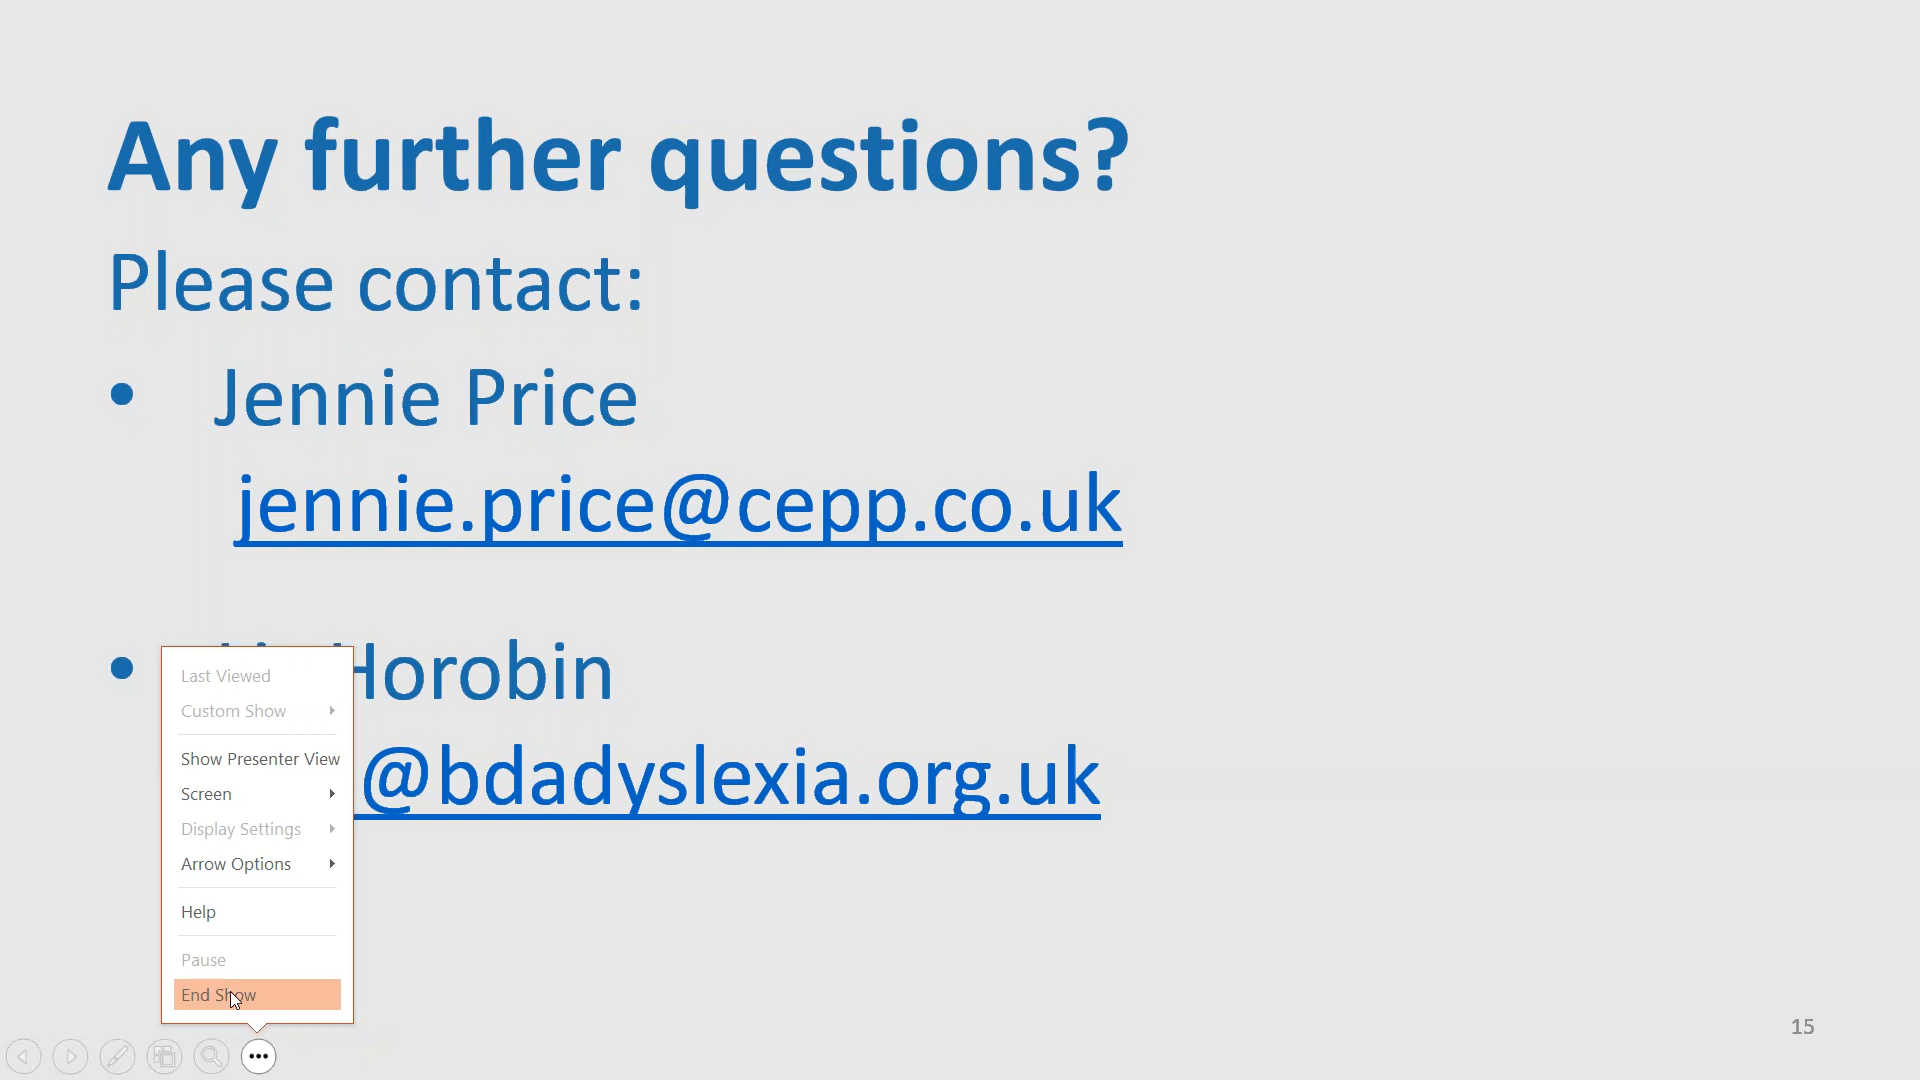 Any further questions?
Please contact:
• Jennie Price
jennie.price@cepp.co.uk
• Horobin
@bdadyslexia.org.uk
Last Viewed
Custom Show
Show Presenter View
Screen
Display Settings
Arrow Options
Help
Pause
End Show
15